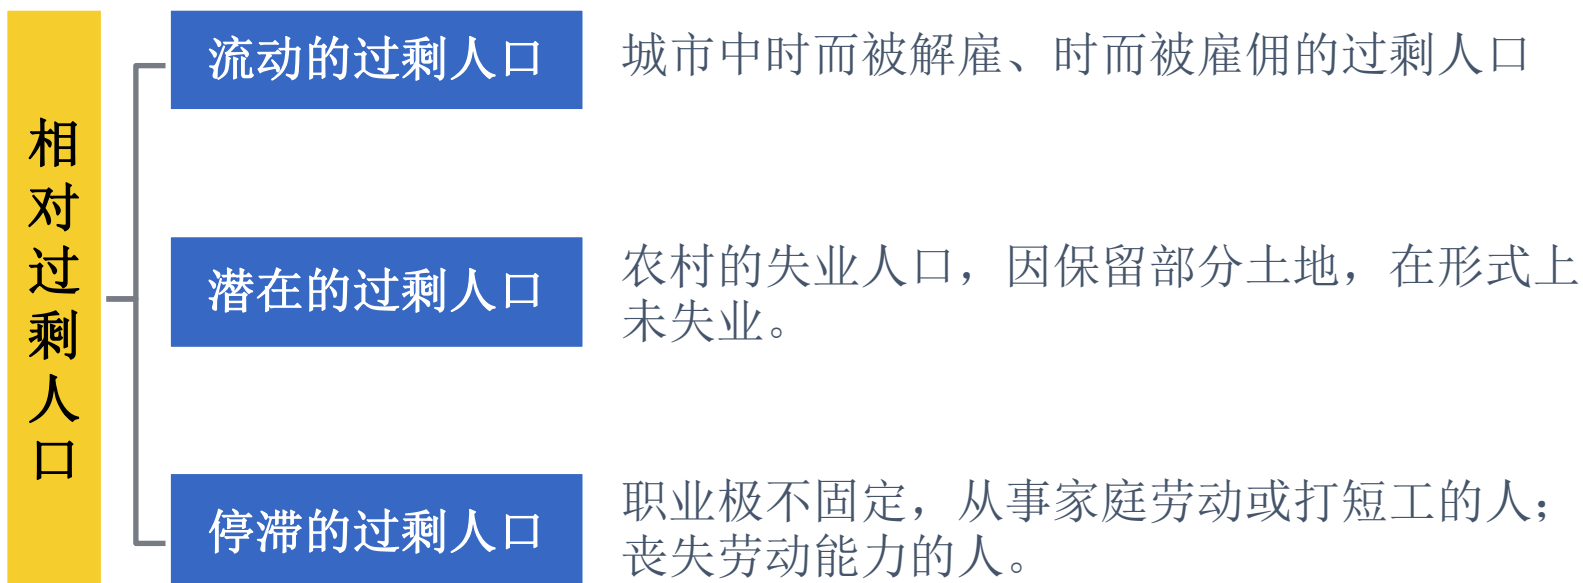 相对过剩人口
流动的过剩人口
城市中时而被解雇、时而被雇佣的过剩人口
潜在的过剩人口
农村的失业人口，因保留部分土地，在形式上
未失业。
停滞的过剩人口
职业极不固定，从事家庭劳动或打短工的人；
丧失劳动能力的人。